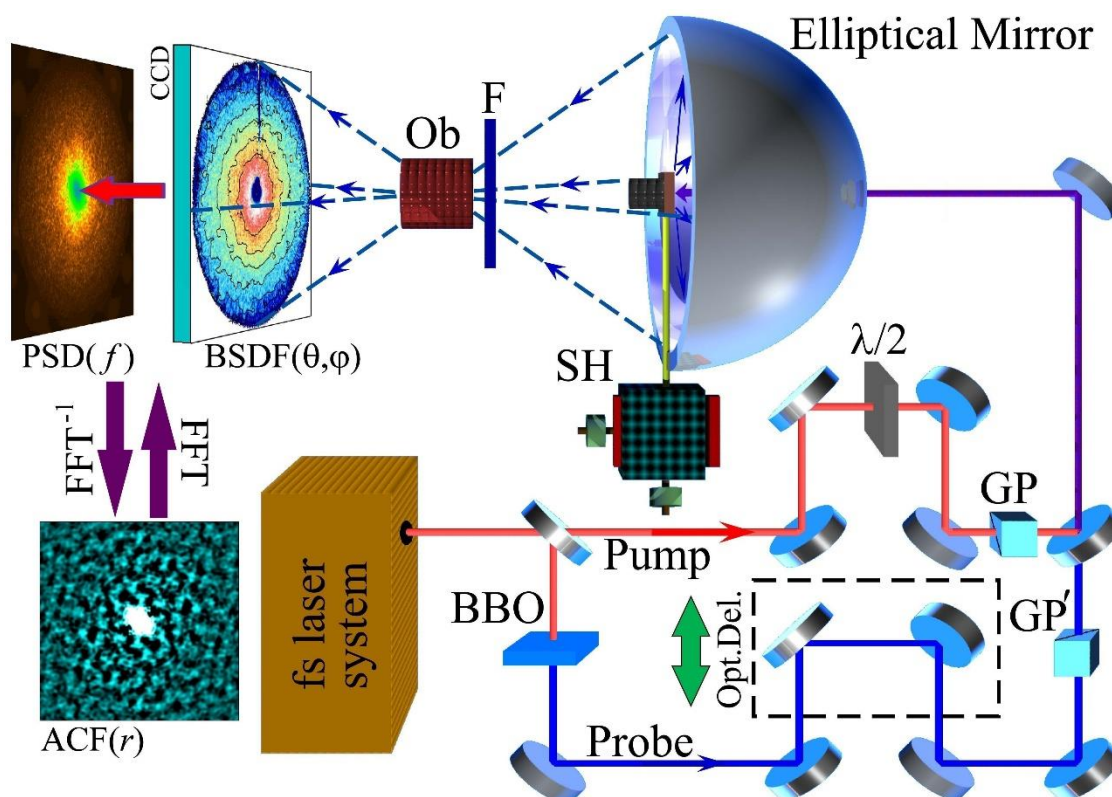 Elliptical Mirror
CCD
F
Ob
PSD(f)
BSDF(θ,φ)
SH
λ/2
FFT⁻¹
FFT
GP
Pump
fs laser
system
BBO
Opt.Del.
GP'
ACF(r)
Probe